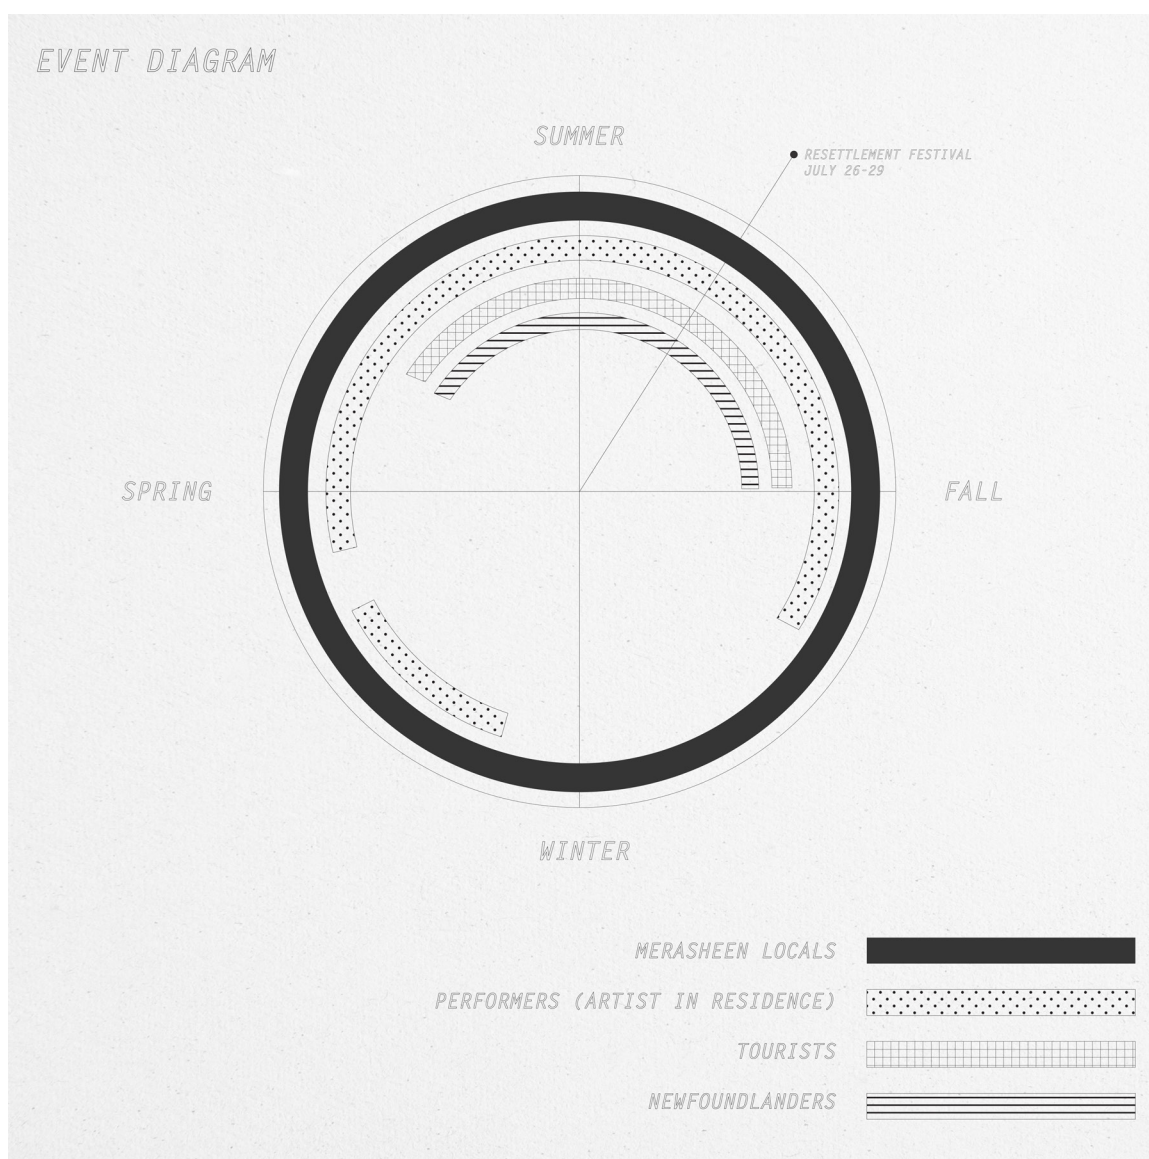 EVENT DIAGRAM
SUMMER
RESETTLEMENT FESTIVAL
JULY 26-29
SPRING
FALL
WINTER
MERASHEEN LOCALS
PERFORMERS (ARTIST IN RESIDENCE)
TOURISTS
NEWFOUNDLANDERS